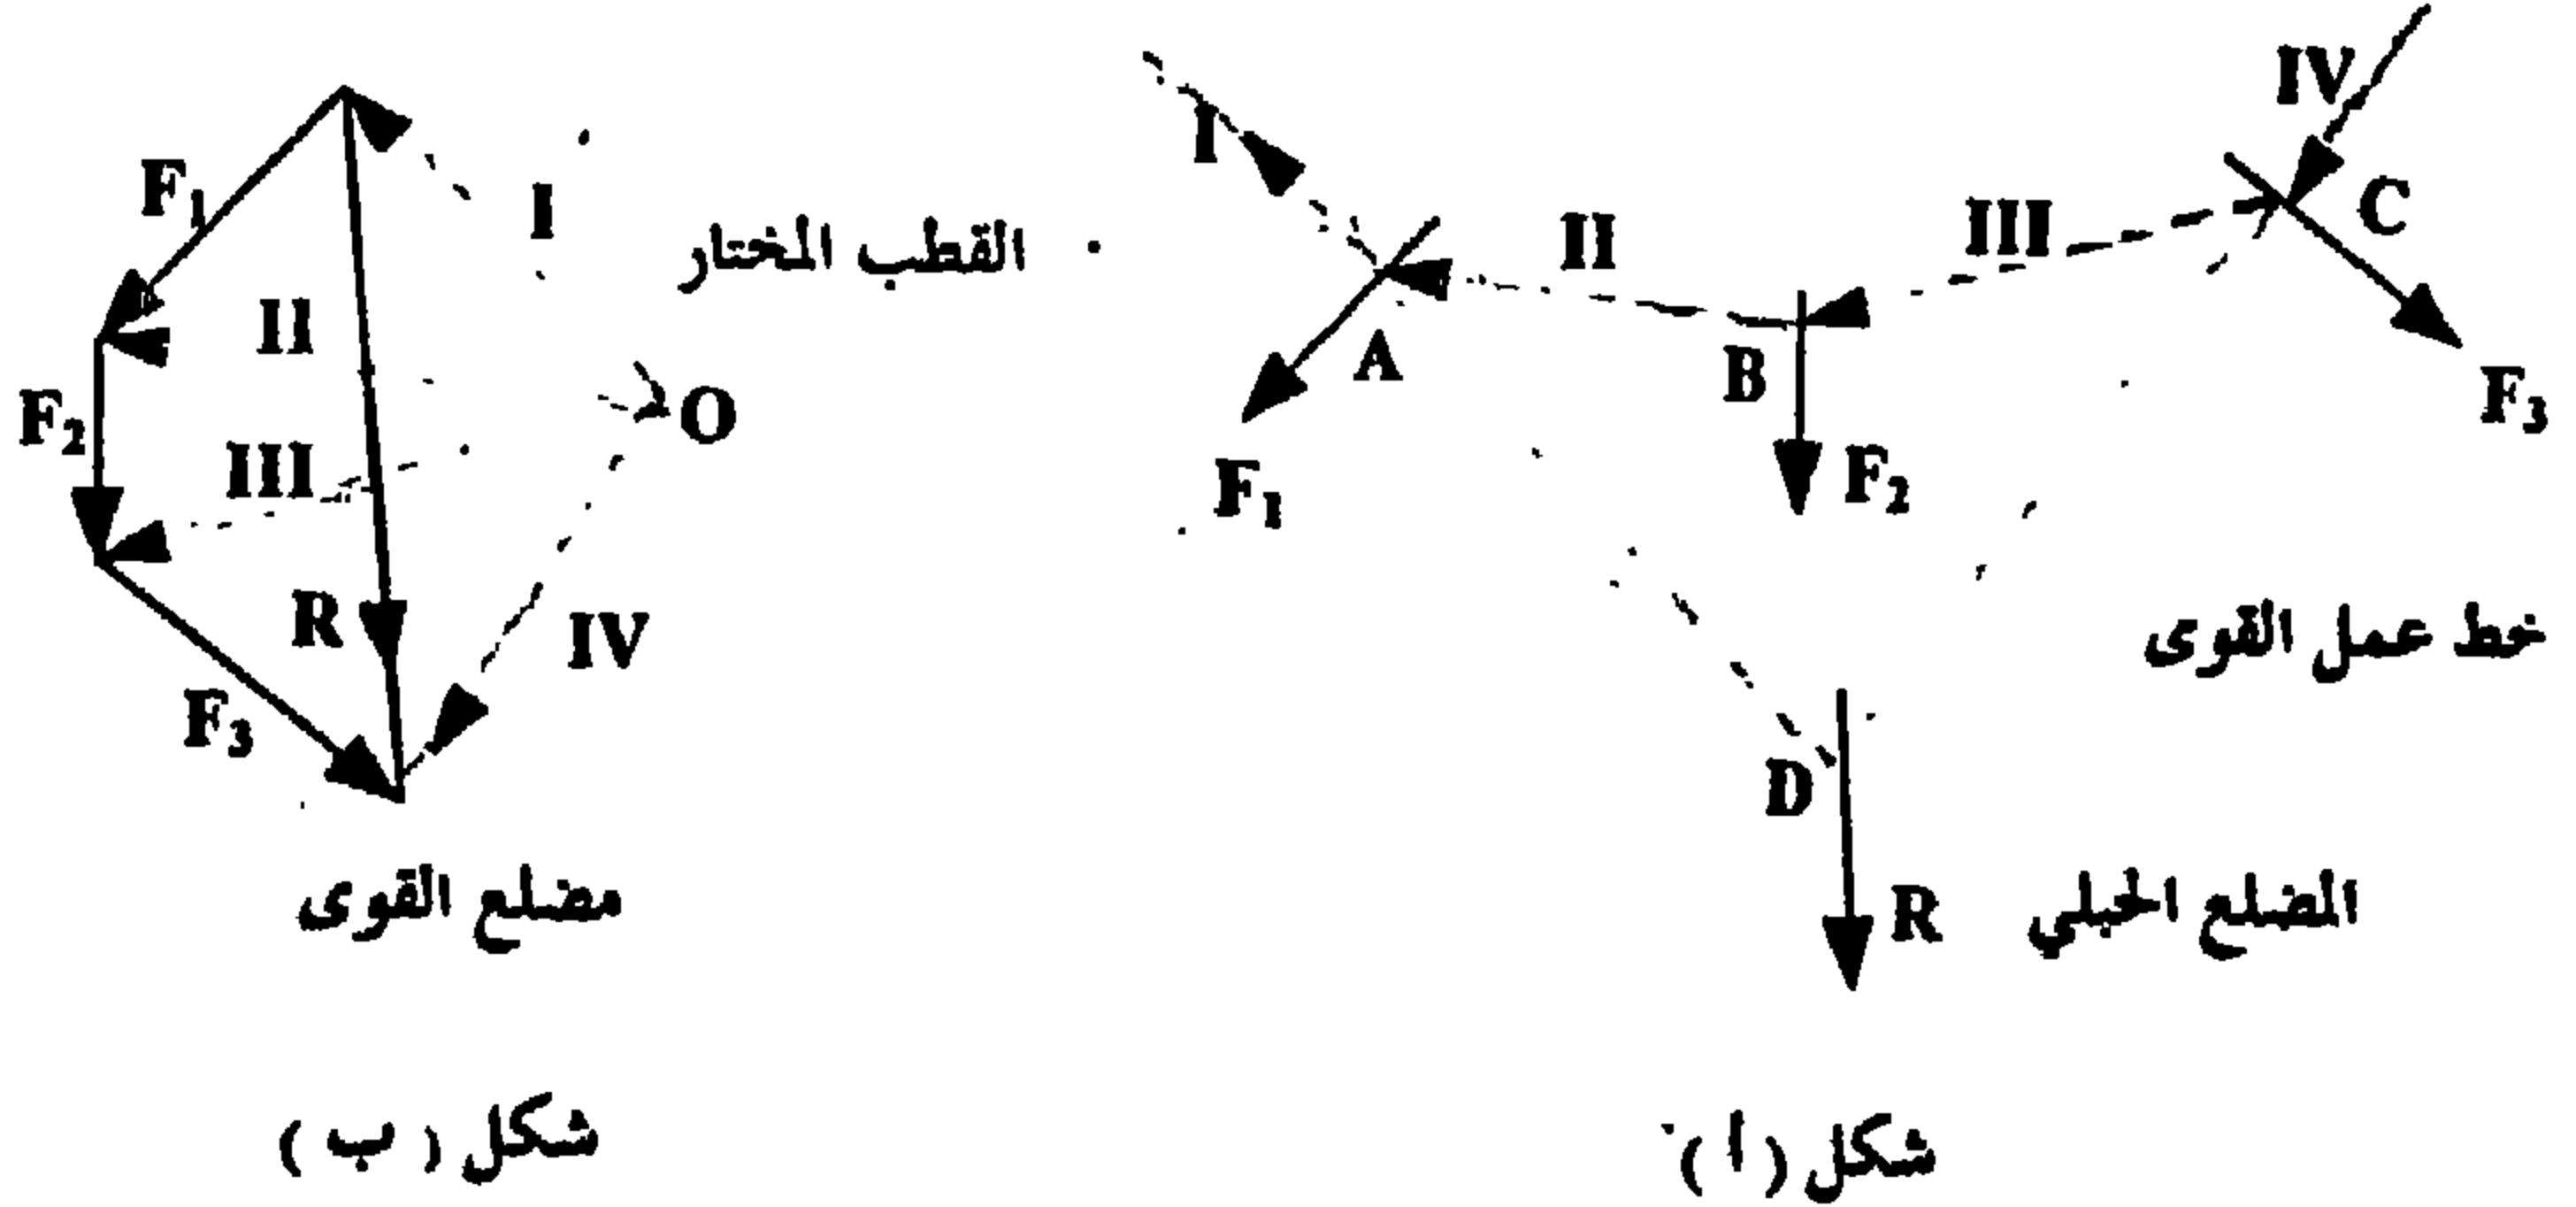 F1
I
II
القطب المختار
F2
O
III
R
IV
F3
مضلع القوى
شكل ( ب )
I
II
III
IV
C
A
B
F1
F2
F3
خط عمل القوى
D
R
المضلع الحبلي
شكل ( ا )